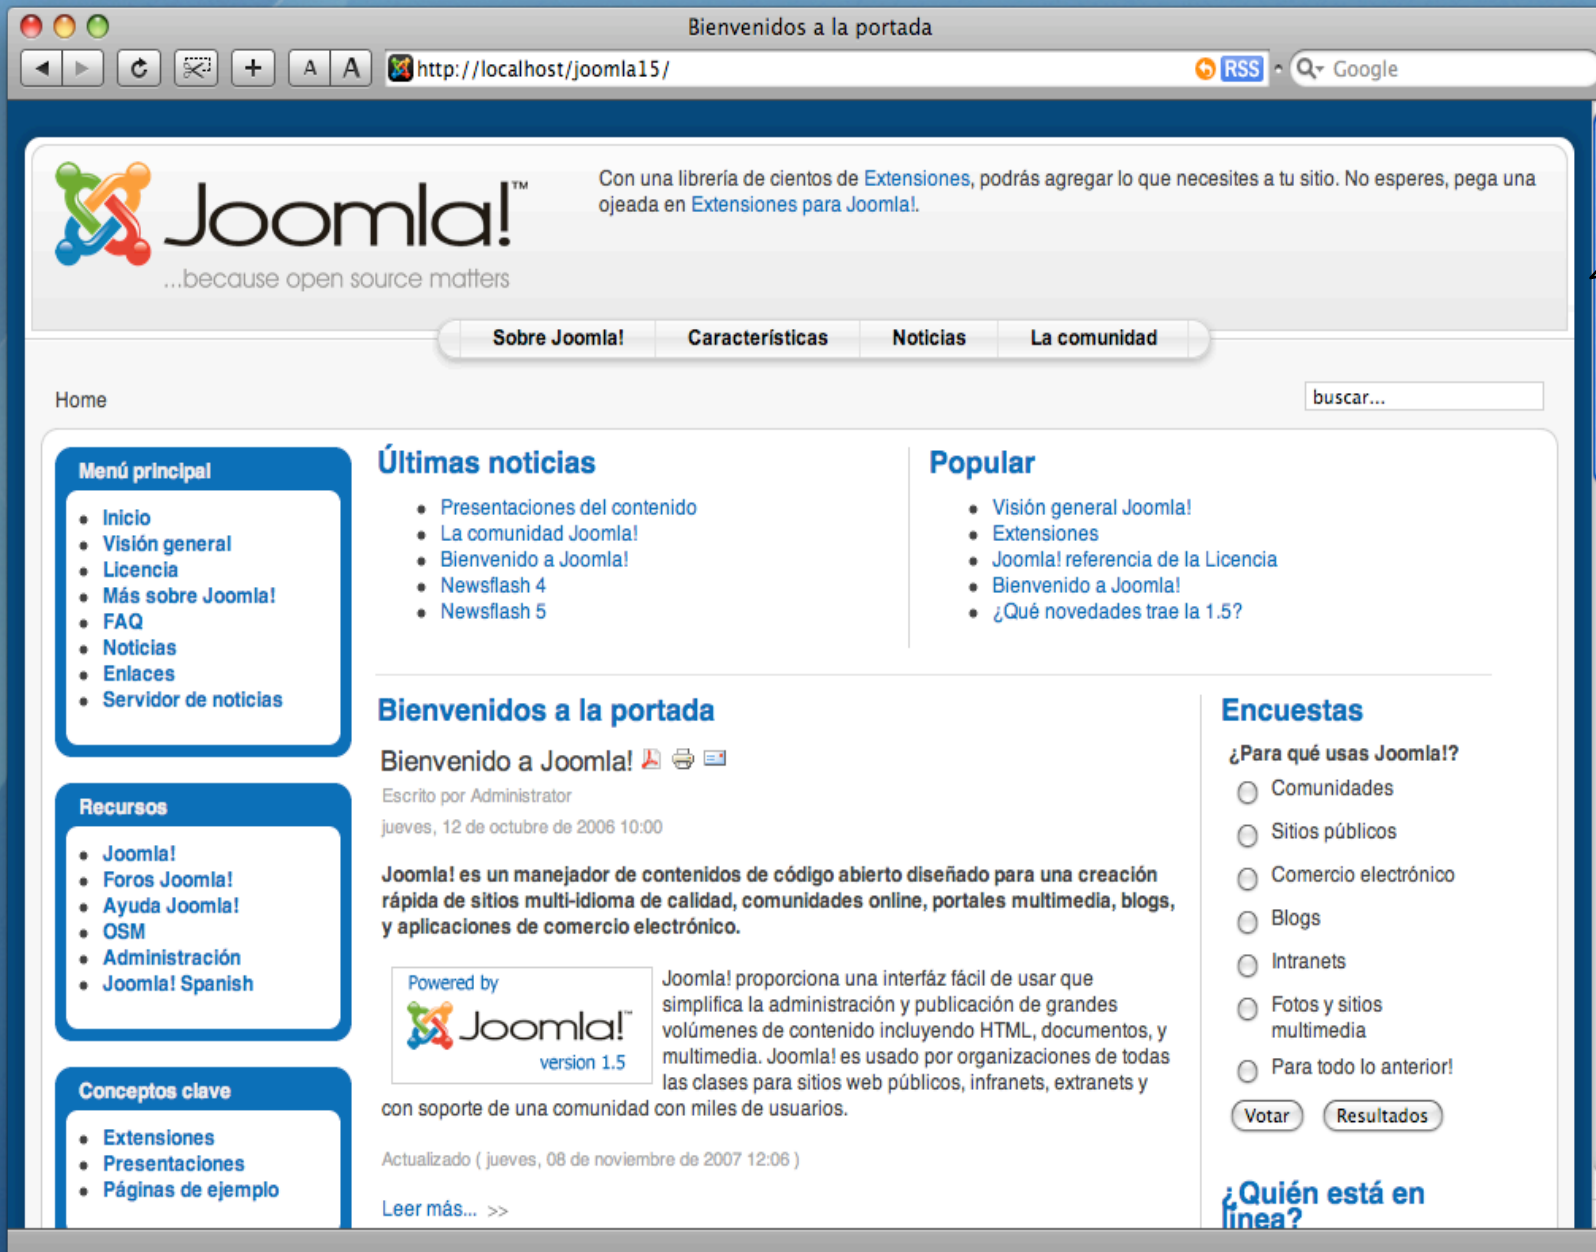 Bienvenidos a la portada
A A http://localhost/joomla15/ RSS Google
Joomla!™
...because open source matters
Con una librería de cientos de Extensiones, podrás agregar lo que necesites a tu sitio. No esperes, pega una
ojeada en Extensiones para Joomla!.
Sobre Joomla! Características Noticias La comunidad
Home
buscar...
Menú principal
Inicio
Visión general
Licencia
Más sobre Joomla!
FAQ
Noticias
Enlaces
Servidor de noticias
Recursos
Joomla!
Foros Joomla!
Ayuda Joomla!
OSM
Administración
Joomla! Spanish
Conceptos clave
Extensiones
Presentaciones
Páginas de ejemplo
Últimas noticias
Presentaciones del contenido
La comunidad Joomla!
Bienvenido a Joomla!
Newsflash 4
Newsflash 5
Popular
Visión general Joomla!
Extensiones
Joomla! referencia de la Licencia
Bienvenido a Joomla!
¿Qué novedades trae la 1.5?
Bienvenidos a la portada
Bienvenido a Joomla!
Escrito por Administrator
jueves, 12 de octubre de 2006 10:00
Joomla! es un manejador de contenidos de código abierto diseñado para una creación
rápida de sitios multi-idioma de calidad, comunidades online, portales multimedia, blogs,
y aplicaciones de comercio electrónico.
Powered by
Joomla!™
version 1.5
Joomla! proporciona una interfáz fácil de usar que
simplifica la administración y publicación de grandes
volúmenes de contenido incluyendo HTML, documentos, y
multimedia. Joomla! es usado por organizaciones de todas
las clases para sitios web públicos, infranets, extranets y
con soporte de una comunidad con miles de usuarios.
Actualizado ( jueves, 08 de noviembre de 2007 12:06 )
Leer más... >>
Encuestas
¿Para qué usas Joomla!?
Comunidades
Sitios públicos
Comercio electrónico
Blogs
Intranets
Fotos y sitios
multimedia
Para todo lo anterior!
Votar Resultados
¿Quién está en
línea?